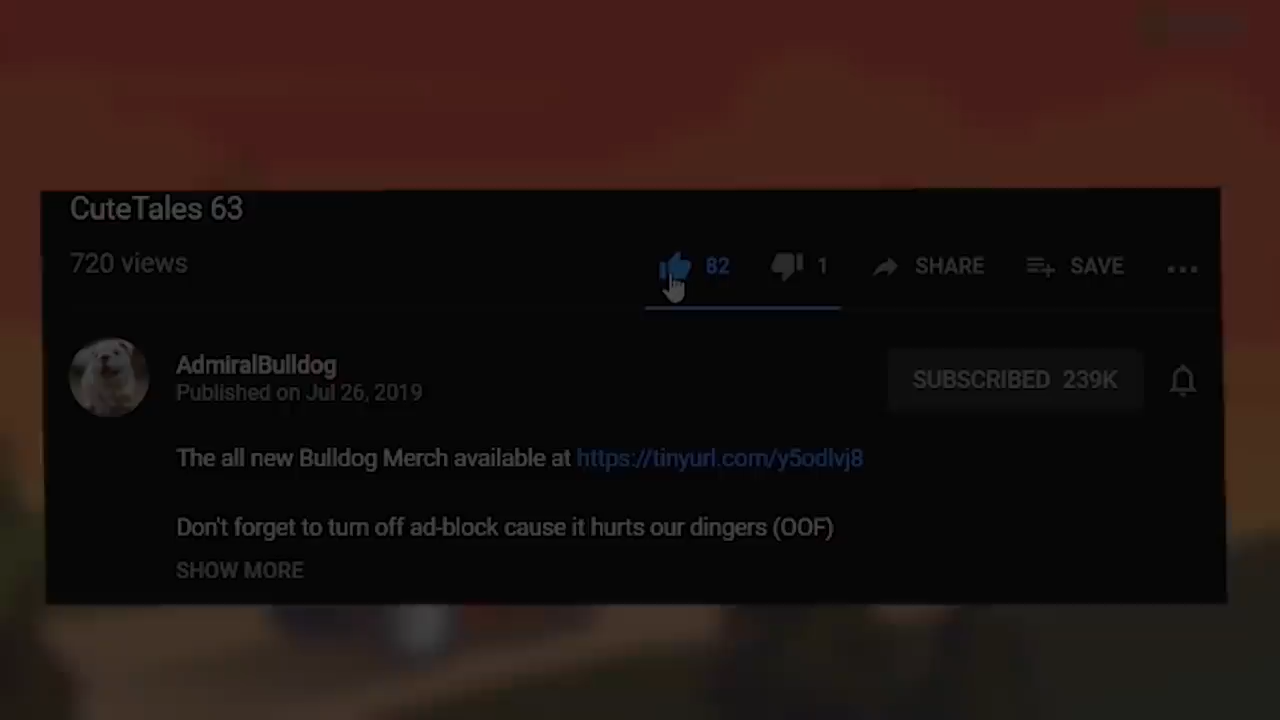 CuteTales 63
720 views
82 1 SHARE SAVE
AdmiralBulldog
Published on Jul 26, 2019
SUBSCRIBED 239K
The all new Bulldog Merch available at https://tinyurl.com/y5odlvj8
Don't forget to turn off ad-block cause it hurts our dingers (OOF)
SHOW MORE